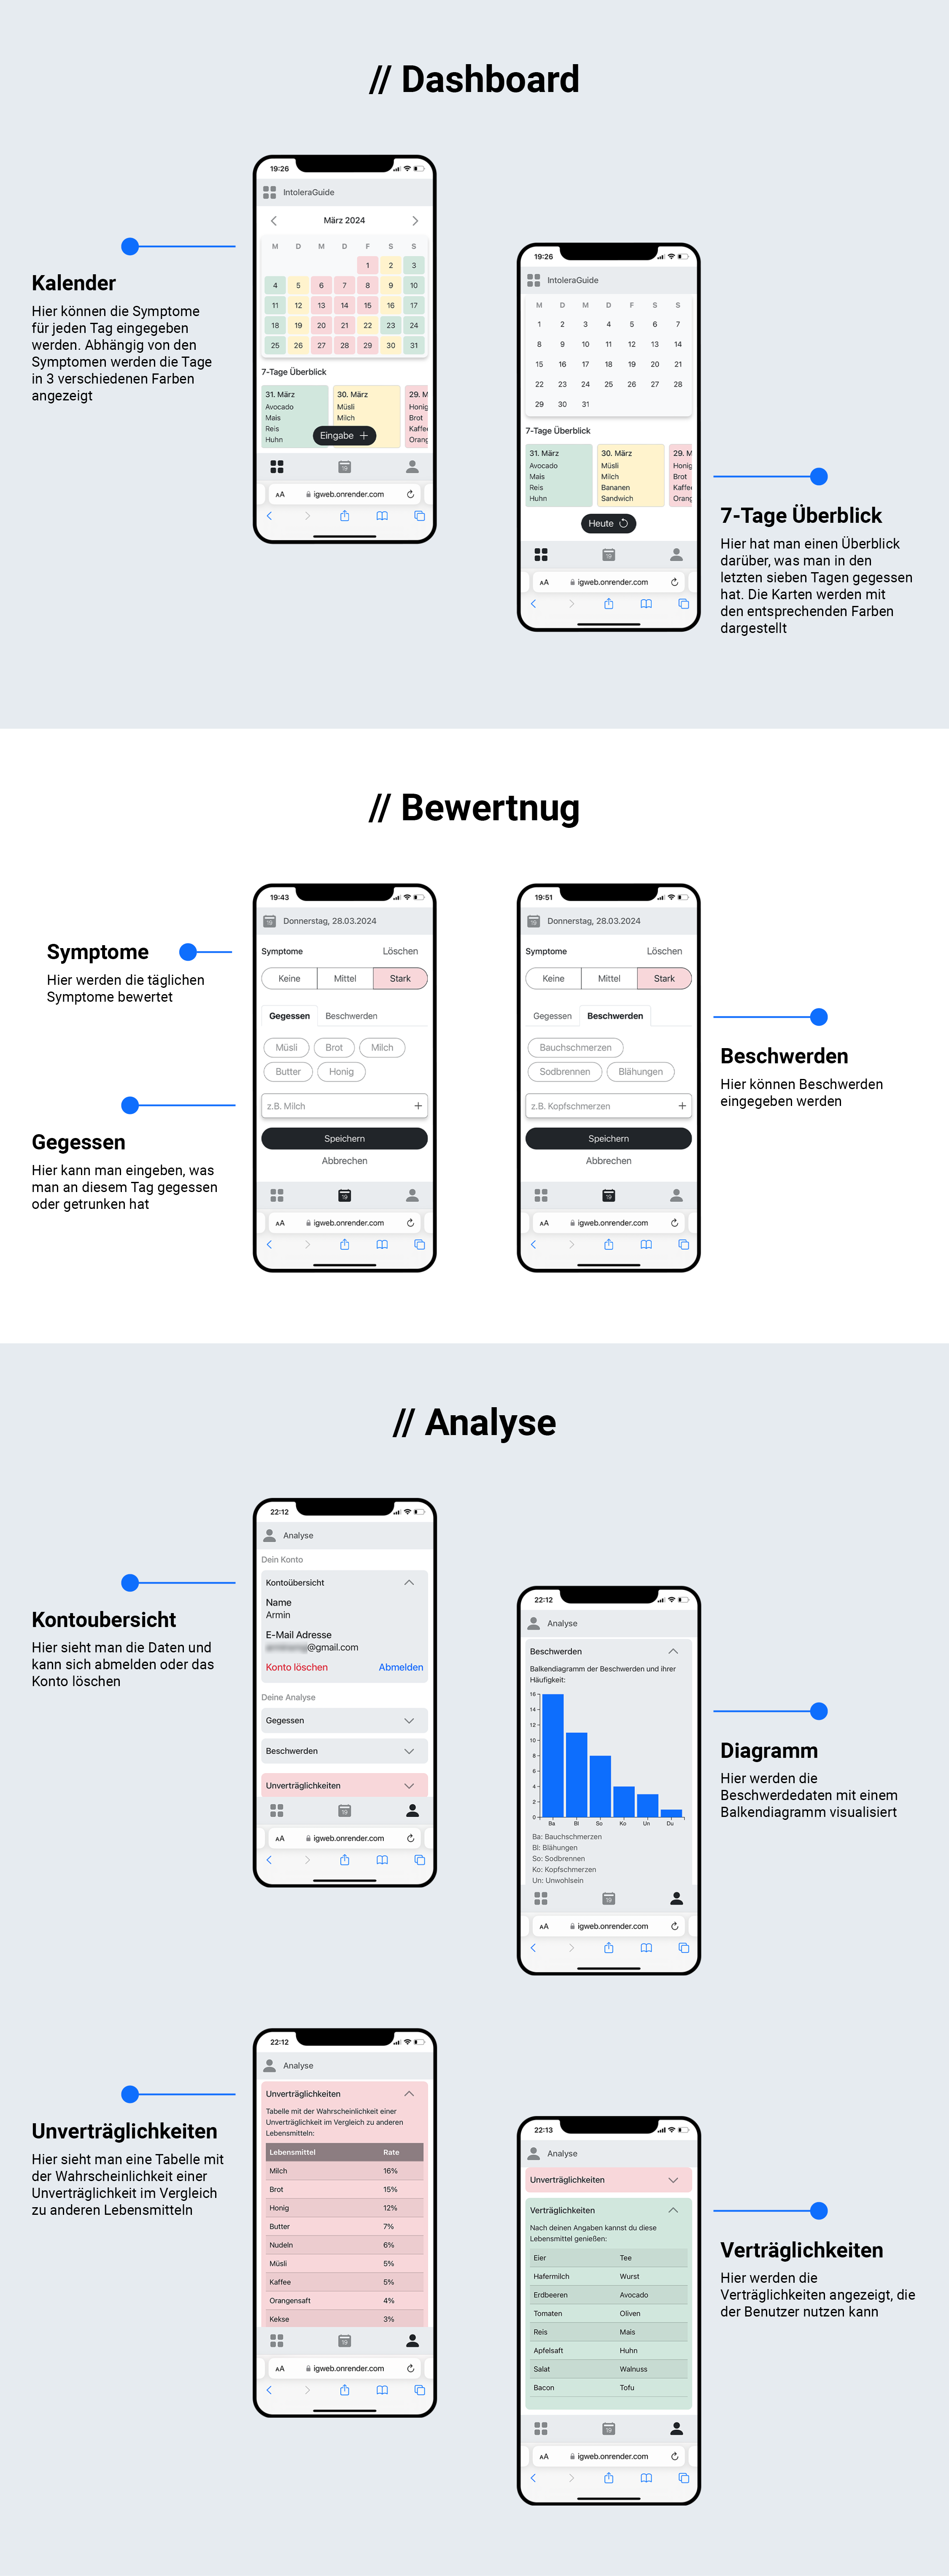 // Dashboard
19:26
IntoleraGuide
März 2024
M D M D F S S
1 2 3
4 5 6 7 8 9 10
11 12 13 14 15 16 17
18 19 20 21 22 23 24
25 26 27 28 29 30 31
7-Tage Überblick
31. März 30. März 29. M
Avocado Müsli Honig
Mais Milch Brot
Reis Kaffee
Huhn Orang
Eingabe +
19
AA igweb.onrender.com
Kalender
Hier können die Symptome
für jeden Tag eingegeben
werden. Abhängig von den
Symptomen werden die Tage
in 3 verschiedenen Farben
angezeigt
19:26
IntoleraGuide
M D M D F S S
1 2 3 4 5 6 7
8 9 10 11 12 13 14
15 16 17 18 19 20 21
22 23 24 25 26 27 28
29 30 31
7-Tage Überblick
31. März 30. März 29. M
Avocado Müsli Honig
Mais Milch Brot
Reis Bananen Kaffe
Huhn Sandwich Orang
Heute
19
AA igweb.onrender.com
7-Tage Überblick
Hier hat man einen Überblick
darüber, was man in den
letzten sieben Tagen gegessen
hat. Die Karten werden mit
den entsprechenden Farben
dargestellt
// Bewertnug
19:43
19 Donnerstag, 28.03.2024
Symptome Löschen
Keine Mittel Stark
Gegessen Beschwerden
Müsli Brot Milch
Butter Honig
z.B. Milch +
Speichern
Abbrechen
19
AA igweb.onrender.com
Symptome
Hier werden die täglichen
Symptome bewertet
Gegessen
Hier kann man eingeben, was
man an diesem Tag gegessen
oder getrunken hat
19:51
19 Donnerstag, 28.03.2024
Symptome Löschen
Keine Mittel Stark
Gegessen Beschwerden
Bauchschmerzen
Sodbrennen Blähungen
z.B. Kopfschmerzen +
Speichern
Abbrechen
19
AA igweb.onrender.com
Beschwerden
Hier können Beschwerden
eingegeben werden
// Analyse
22:12
Analyse
Dein Konto
Kontoübersicht
Name
Armin
E-Mail Adresse
@gmail.com
Konto löschen Abmelden
Deine Analyse
Gegessen
Beschwerden
Unverträglichkeiten
19
AA igweb.onrender.com
Kontoubersicht
Hier sieht man die Daten und
kann sich abmelden oder das
Konto löschen
22:12
Analyse
Beschwerden
Balkendiagramm der Beschwerden und ihrer
Häufigkeit:
16
14
12
10
8
6
4
2
0
Ba Bl So Ko Un Du
Ba: Bauchschmerzen
Bl: Blähungen
So: Sodbrennen
Ko: Kopfschmerzen
Un: Unwohlsein
19
AA igweb.onrender.com
Diagramm
Hier werden die
Beschwerdedaten mit einem
Balkendiagramm visualisiert
22:12
Analyse
Unverträglichkeiten
Tabelle mit der Wahrscheinlichkeit einer
Unverträglichkeit im Vergleich zu anderen
Lebensmitteln:
Lebensmittel Rate
Milch 16%
Brot 15%
Honig 12%
Butter 7%
Nudeln 6%
Müsli 5%
Kaffee 5%
Orangensaft 4%
Kekse 3%
19
AA igweb.onrender.com
Unverträglichkeiten
Hier sieht man eine Tabelle mit
der Wahrscheinlichkeit einer
Unverträglichkeit im Vergleich
zu anderen Lebensmitteln
22:13
Analyse
Unverträglichkeiten
Verträglichkeiten
Nach deinen Angaben kannst du diese
Lebensmittel genießen:
Eier Tee
Hafermilch Wurst
Erdbeeren Avocado
Tomaten Oliven
Reis Mais
Apfelsaft Huhn
Salat Walnuss
Bacon Tofu
19
AA igweb.onrender.com
Verträglichkeiten
Hier werden die
Verträglichkeiten angezeigt, die
der Benutzer nutzen kann